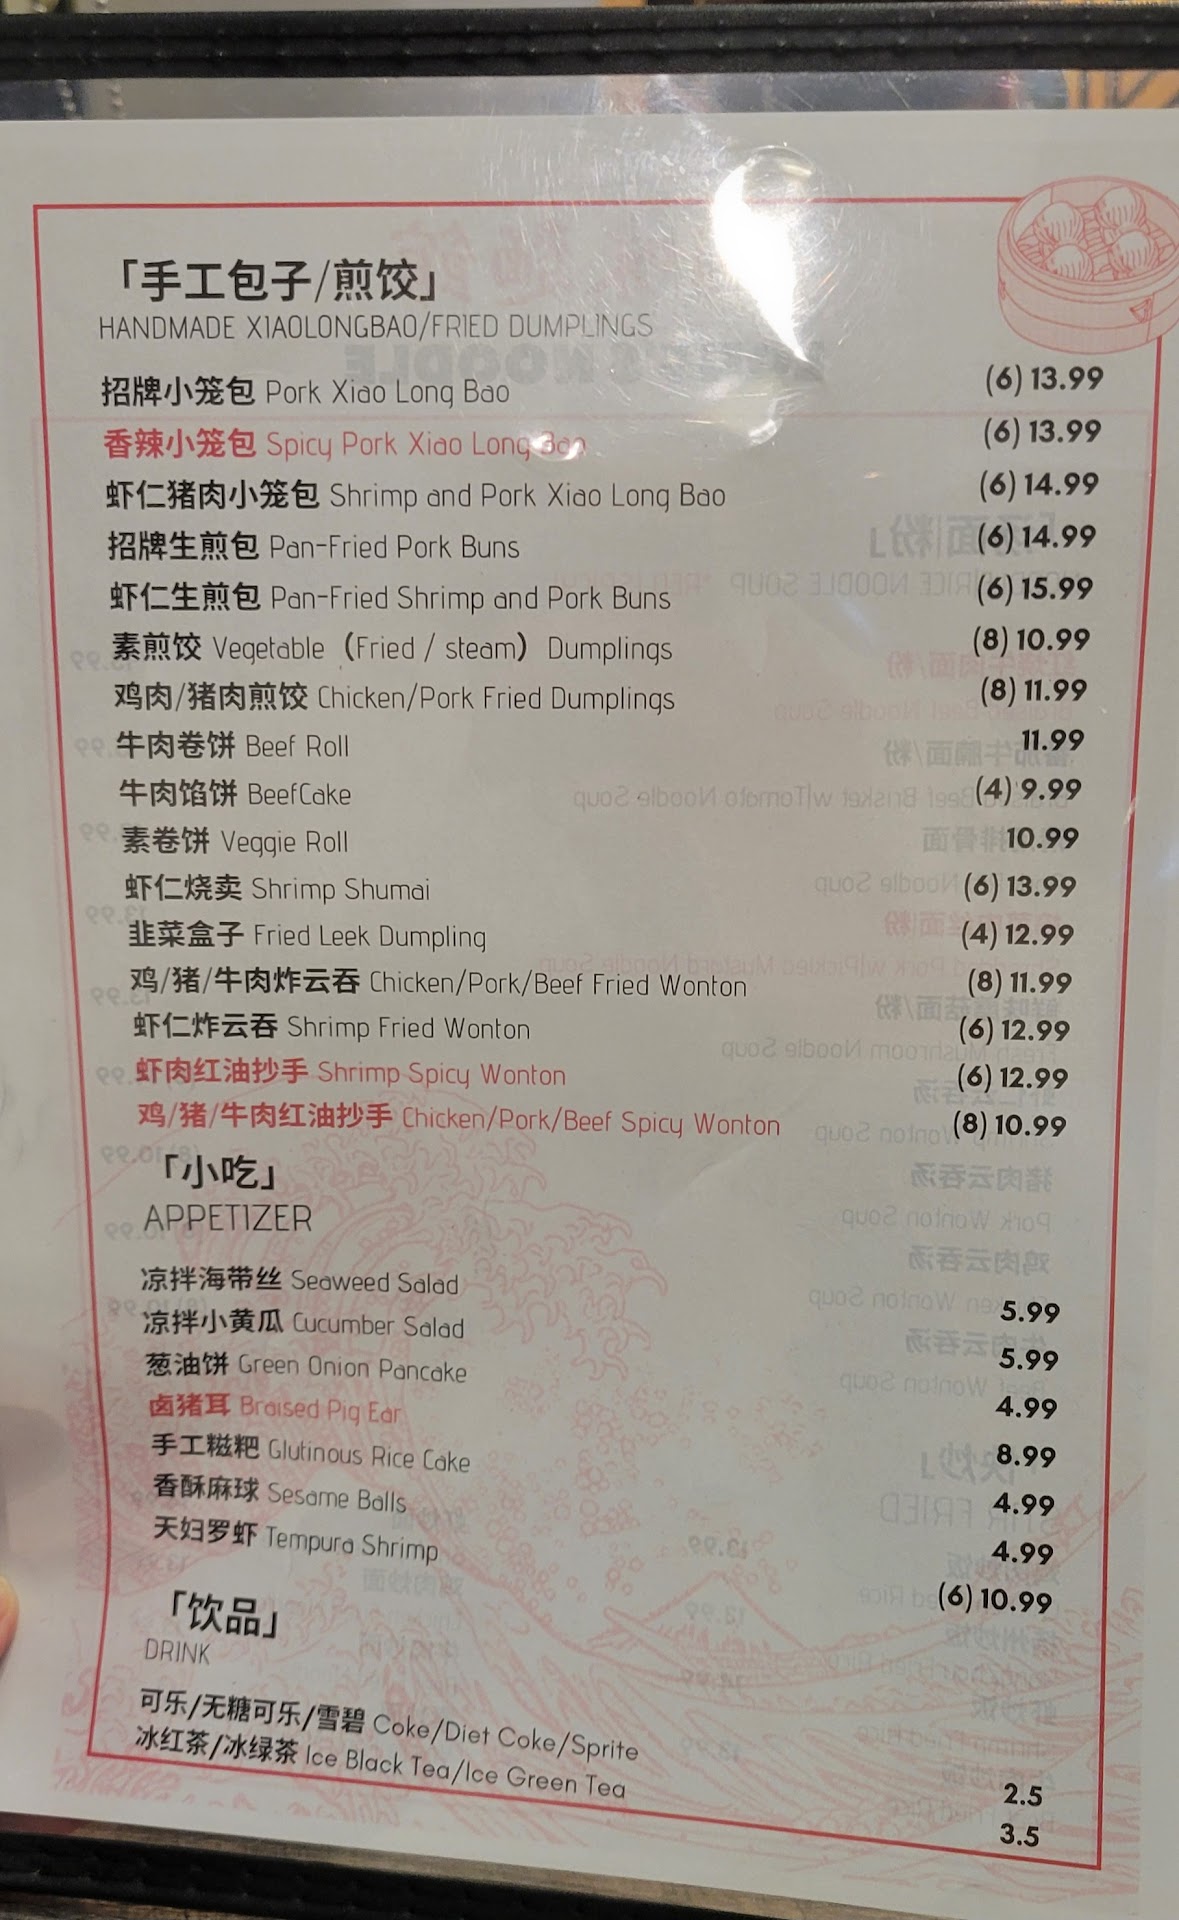 「手工包子/煎饺」
HANDMADE XIAOLONGBAO/FRIED DUMPLINGS
招牌小笼包 Pork Xiao Long Bao (6) 13.99
香辣小笼包 Spicy Pork Xiao Long Bao (6) 13.99
虾仁猪肉小笼包 Shrimp and Pork Xiao Long Bao (6) 14.99
招牌生煎包 Pan-Fried Pork Buns (6) 14.99
虾仁生煎包 Pan-Fried Shrimp and Pork Buns (6) 15.99
素煎饺 Vegetable（Fried / steam）Dumplings (8) 10.99
鸡肉/猪肉煎饺 Chicken/Pork Fried Dumplings (8) 11.99
牛肉卷饼 Beef Roll 11.99
牛肉馅饼 BeefCake (4) 9.99
素卷饼 Veggie Roll 10.99
虾仁烧卖 Shrimp Shumai (6) 13.99
韭菜盒子 Fried Leek Dumpling (4) 12.99
鸡/猪/牛肉炸云吞 Chicken/Pork/Beef Fried Wonton (8) 11.99
虾仁炸云吞 Shrimp Fried Wonton (6) 12.99
虾肉红油抄手 Shrimp Spicy Wonton (6) 12.99
鸡/猪/牛肉红油抄手 Chicken/Pork/Beef Spicy Wonton (8) 10.99
「小吃」
APPETIZER
凉拌海带丝 Seaweed Salad 5.99
凉拌小黄瓜 Cucumber Salad 5.99
葱油饼 Green Onion Pancake 4.99
卤猪耳 Braised Pig Ear 8.99
手工糍粑 Glutinous Rice Cake 4.99
香酥麻球 Sesame Balls 4.99
天妇罗虾 Tempura Shrimp (6) 10.99
「饮品」
DRINK
可乐/无糖可乐/雪碧 Coke/Diet Coke/Sprite 2.5
冰红茶/冰绿茶 Ice Black Tea/Ice Green Tea 3.5